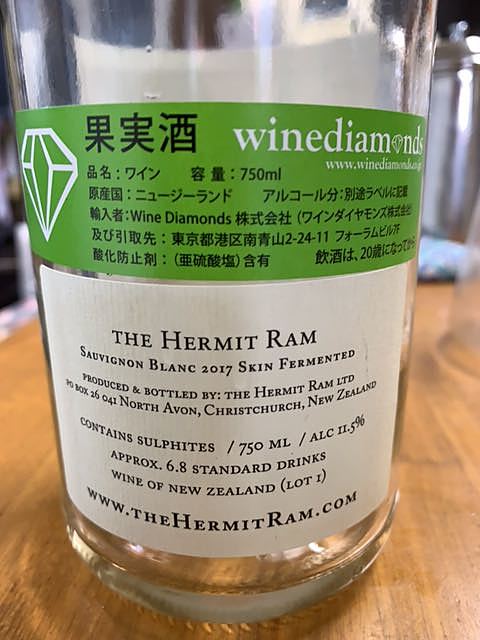 果実酒 winediamonds
www.winediamonds.co.jp
品名：ワイン 容量：750ml
原産国：ニュージーランド アルコール分：別途ラベルに記載
輸入者：Wine Diamonds 株式会社（ワインダイヤモンズ株式会社）
及び引取先：東京都港区南青山2-24-11 フォーラムビル7F
酸化防止剤：（亜硫酸塩）含有 飲酒は、20歳になってから
THE HERMIT RAM
SAUVIGNON BLANC 2017 SKIN FERMENTED
PRODUCED & BOTTLED BY: THE HERMIT RAM LTD
PO BOX 26 041 NORTH AVON, CHRISTCHURCH, NEW ZEALAND
CONTAINS SULPHITES / 750 ML / ALC 11.5%
APPROX. 6.8 STANDARD DRINKS
WINE OF NEW ZEALAND (LOT 1)
WWW.THEHERMITRAM.COM